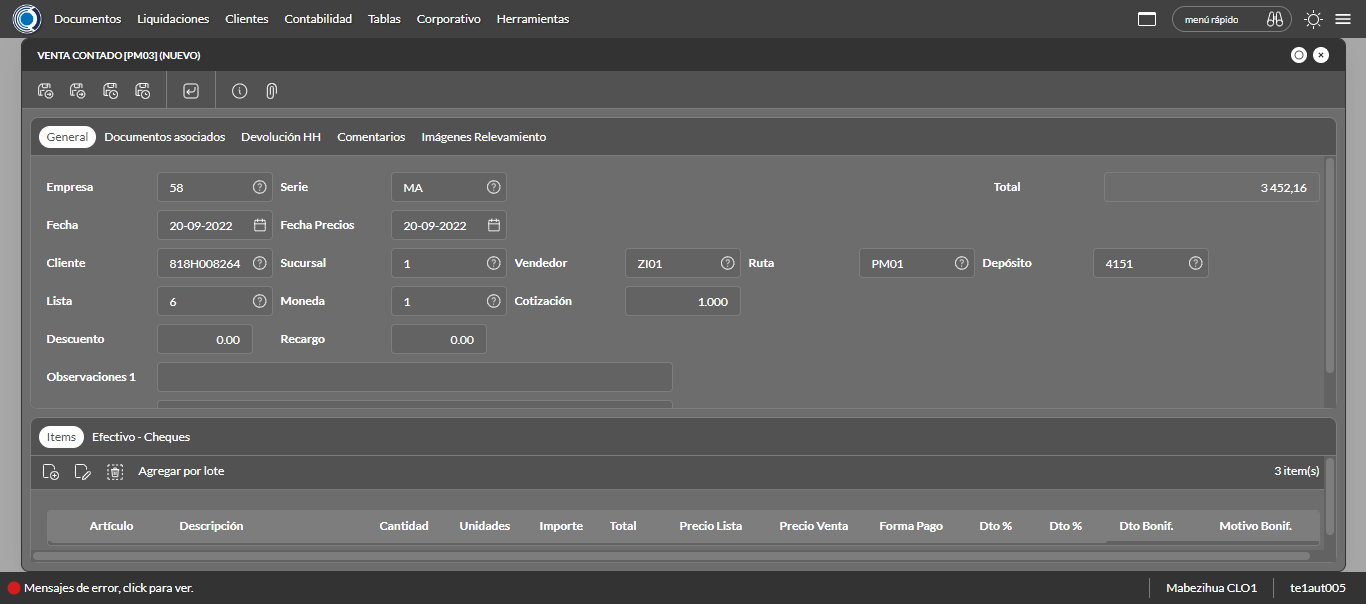 Documentos Liquidaciones Clientes Contabilidad Tablas Corporativo Herramientas menú rápido
VENTA CONTADO[PM03] (NUEVO)
General Documentos asociados Devolución HH Comentarios Imágenes Relevamiento
Empresa 58 Serie MA Total 3 452,16
Fecha 20-09-2022 Fecha Precios 20-09-2022
Cliente 818H008264 Sucursal 1 Vendedor ZI01 Ruta PM01 Depósito 4151
Lista 6 Moneda 1 Cotización 1.000
Descuento 0.00 Recargo 0.00
Observaciones 1
Items Efectivo - Cheques
Agregar por lote 3 item(s)
Artículo Descripción Cantidad Unidades Importe Total Precio Lista Precio Venta Forma Pago Dto % Dto % Dto Bonif. Motivo Bonif.
Mensajes de error, click para ver. Mabezihua CLO1 te1aut005